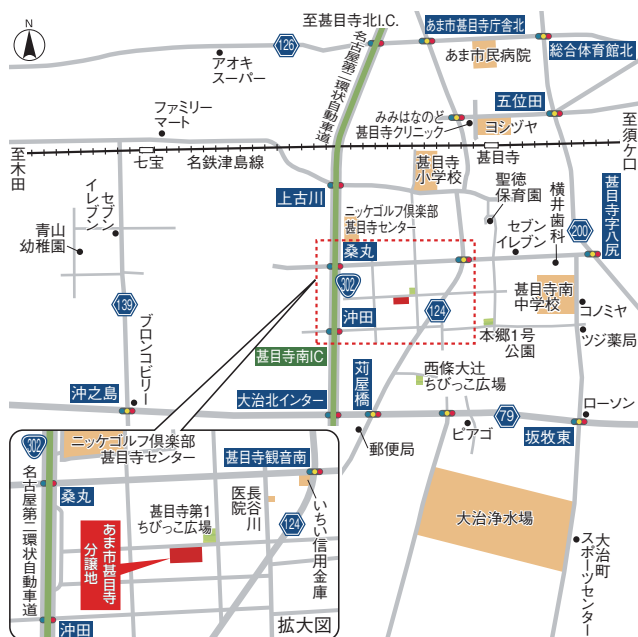 N
至甚目寺北I.C.
126
アオキ
スーパー
名古屋第二環状自動車道
あま市甚目寺庁舎北
あま市民病院
総合体育館北
五位田
ファミリー
マート
みみはなのど
甚目寺クリニック
ヨシヅヤ
至須ケ口
至木田
七宝
名鉄津島線
甚目寺
甚目寺
小学校
上古川
聖徳
保育園
横井歯科
甚目寺字八尻
200
セブン
イレブン
青山
幼稚園
ニッケゴルフ倶楽部
甚目寺センター
セブン
イレブン
桑丸
302
124
甚目寺南
中学校
コノミヤ
139
沖田
ツジ薬局
本郷1号
公園
ブロンコビリー
甚目寺南IC
苅屋橋
西條大辻
ちびっこ広場
沖之島
大治北インター
79
ローソン
ピアゴ
坂牧東
郵便局
302
ニッケゴルフ倶楽部
甚目寺センター
甚目寺観音南
名古屋第二環状自動車道
桑丸
甚目寺第1
ちびっこ広場
長谷川
医院
124
いちい信用金庫
あま市甚目寺
分譲地
沖田
拡大図
大治浄水場
大治町
スポーツセンター